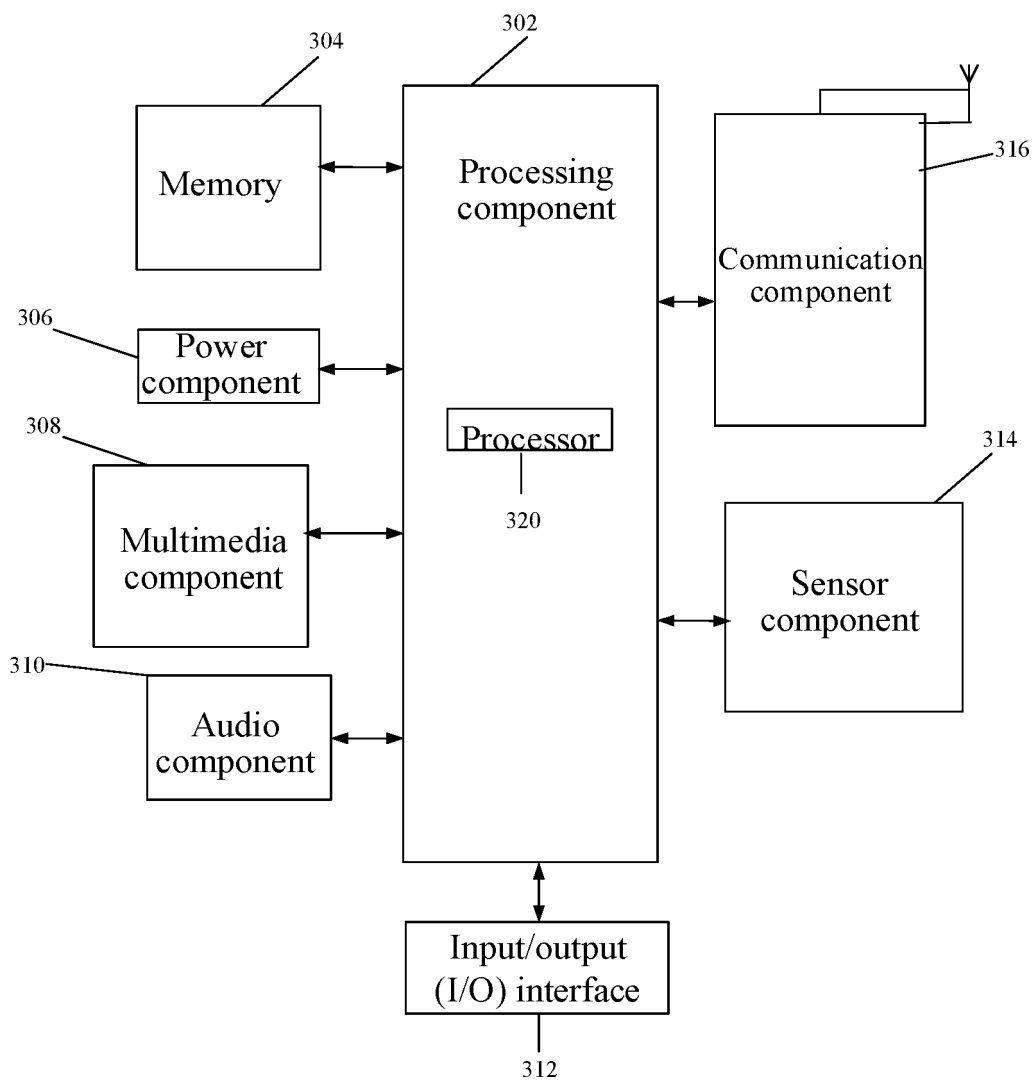 304
302
316
Memory
Processing
component
Communication
component
306
Power
component
308
Processor
320
314
Multimedia
component
Sensor
component
310
Audio
component
Input/output
(I/O) interface
312